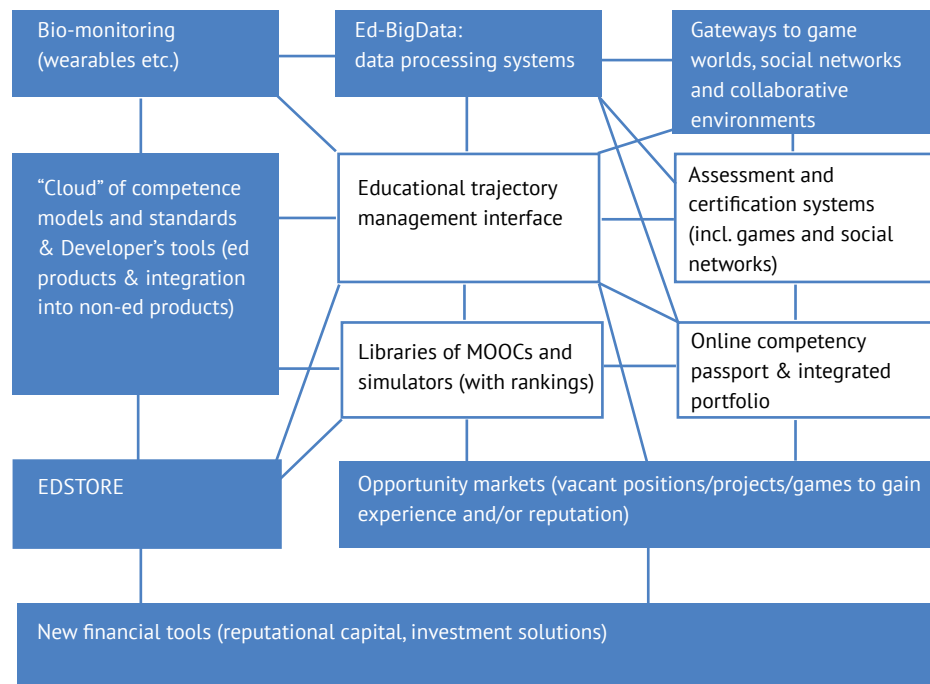 Bio-monitoring
(wearables etc.)
Ed-BigData:
data processing systems
Gateways to game
worlds, social networks
and collaborative
environments
“Cloud” of competence
models and standards
& Developer’s tools (ed
products & integration
into non-ed products)
Educational trajectory
management interface
Assessment and
certification systems
(incl. games and social
networks)
Libraries of MOOCs and
simulators (with rankings)
Online competency
passport & integrated
portfolio
EDSTORE
Opportunity markets (vacant positions/projects/games to gain
experience and/or reputation)
New financial tools (reputational capital, investment solutions)